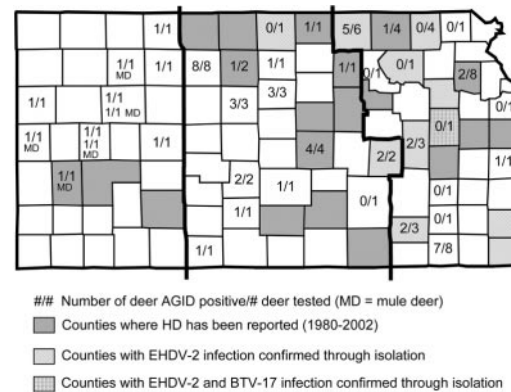 1/1 1/1 5/6 1/4 0/4 0/1
0/1
1/1 MD 1/1 8/8 1/2 1/1 1/1 0/1 0/1
2/8
3/3
1/1 1/1 3/3 0/1
1/1 MD
1/1 MD 1/1 1/1 4/4 0/1
1/1 MD 2/3
1/1 MD 2/2 1/1
2/2 1/1 0/1 0/1
1/1 2/3 0/1
1/1 7/8
#/# Number of deer AGID positive/# deer tested (MD = mule deer)
Counties where HD has been reported (1980-2002)
Counties with EHDV-2 infection confirmed through isolation
Counties with EHDV-2 and BTV-17 infection confirmed through isolation